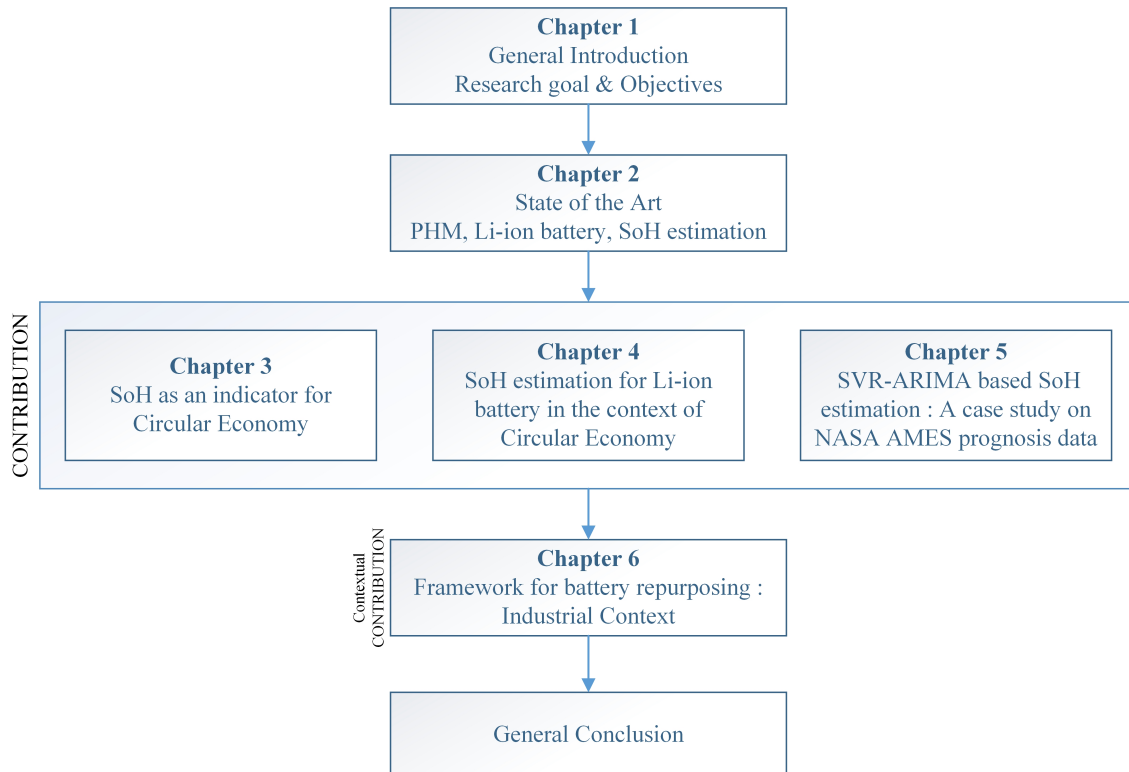 Chapter 1
General Introduction
Research goal & Objectives
Chapter 2
State of the Art
PHM, Li-ion battery, SoH estimation
CONTRIBUTION
Chapter 3
SoH as an indicator for
Circular Economy
Chapter 4
SoH estimation for Li-ion
battery in the context of
Circular Economy
Chapter 5
SVR-ARIMA based SoH
estimation : A case study on
NASA AMES prognosis data
Contextual
CONTRIBUTION
Chapter 6
Framework for battery repurposing :
Industrial Context
General Conclusion